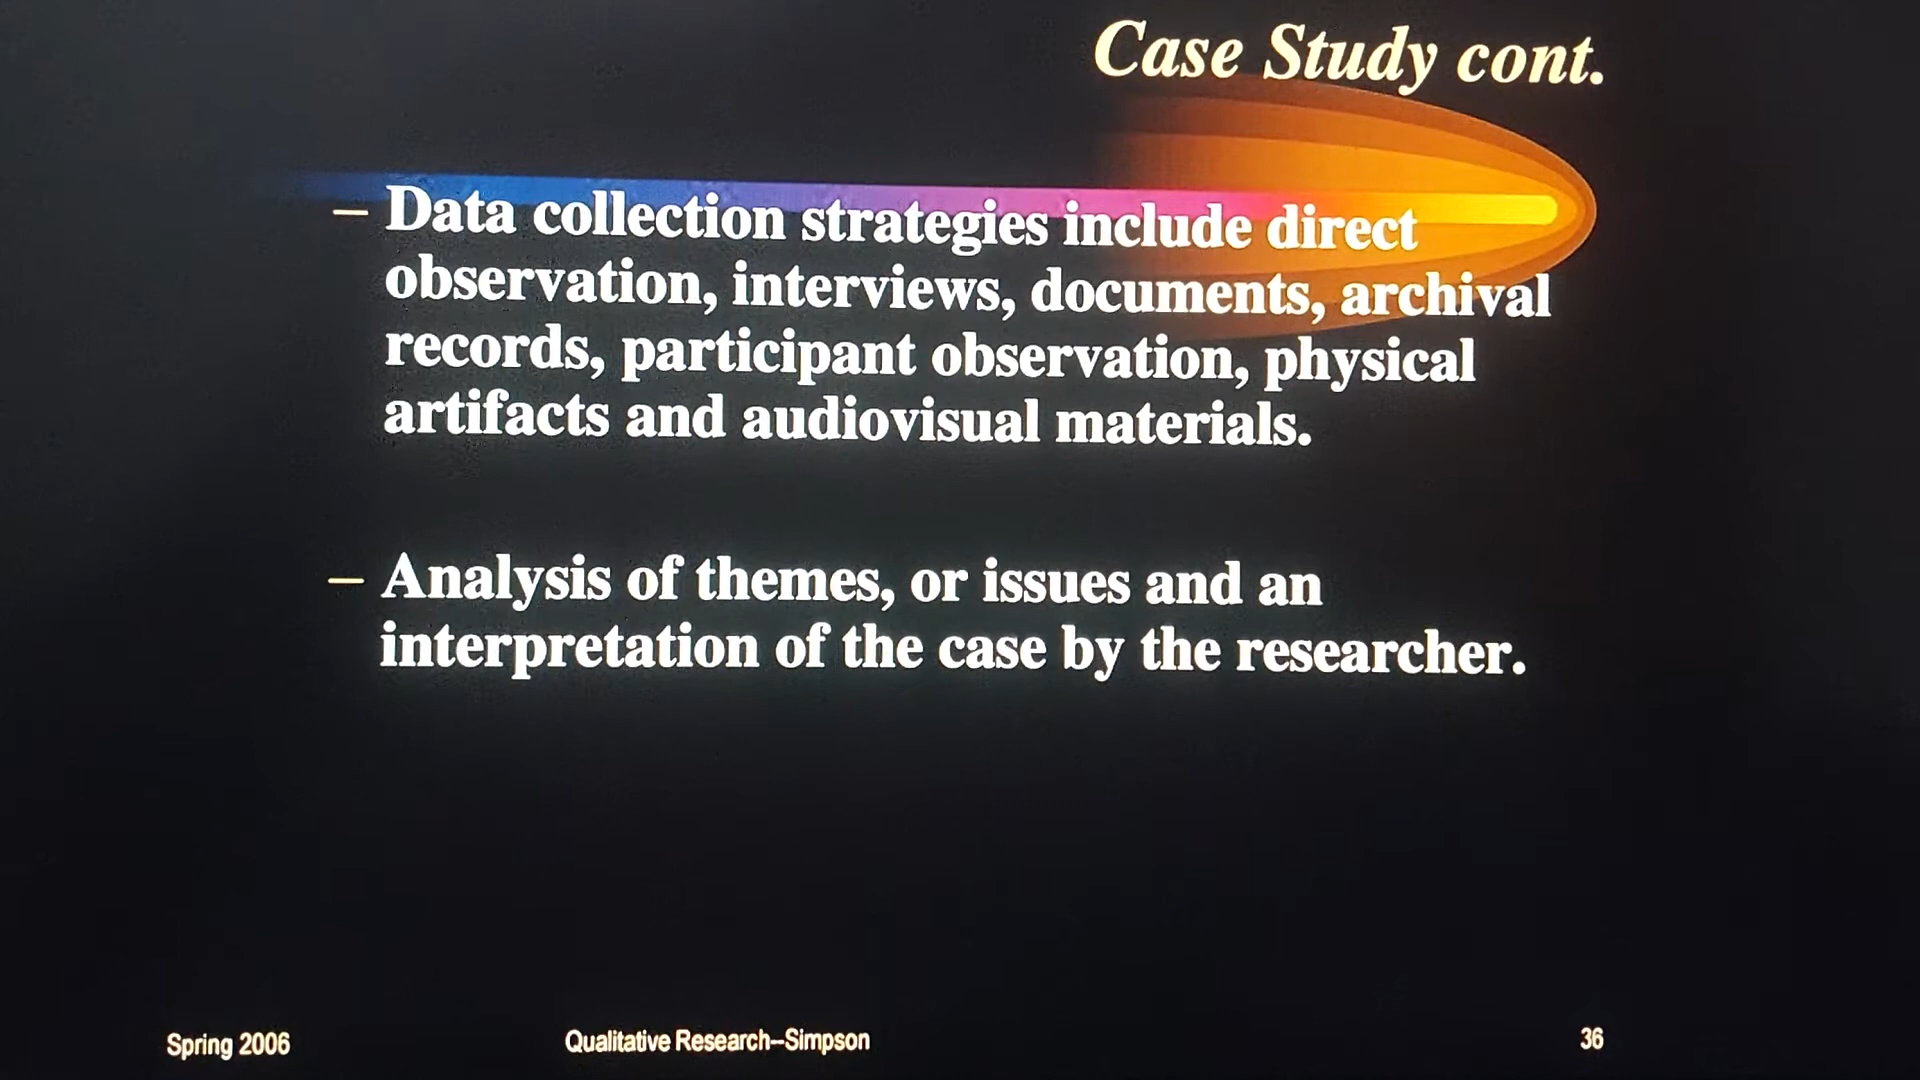 Case Study cont.
– Data collection strategies include direct
observation, interviews, documents, archival
records, participant observation, physical
artifacts and audiovisual materials.
– Analysis of themes, or issues and an
interpretation of the case by the researcher.
Spring 2006
Qualitative Research--Simpson
36